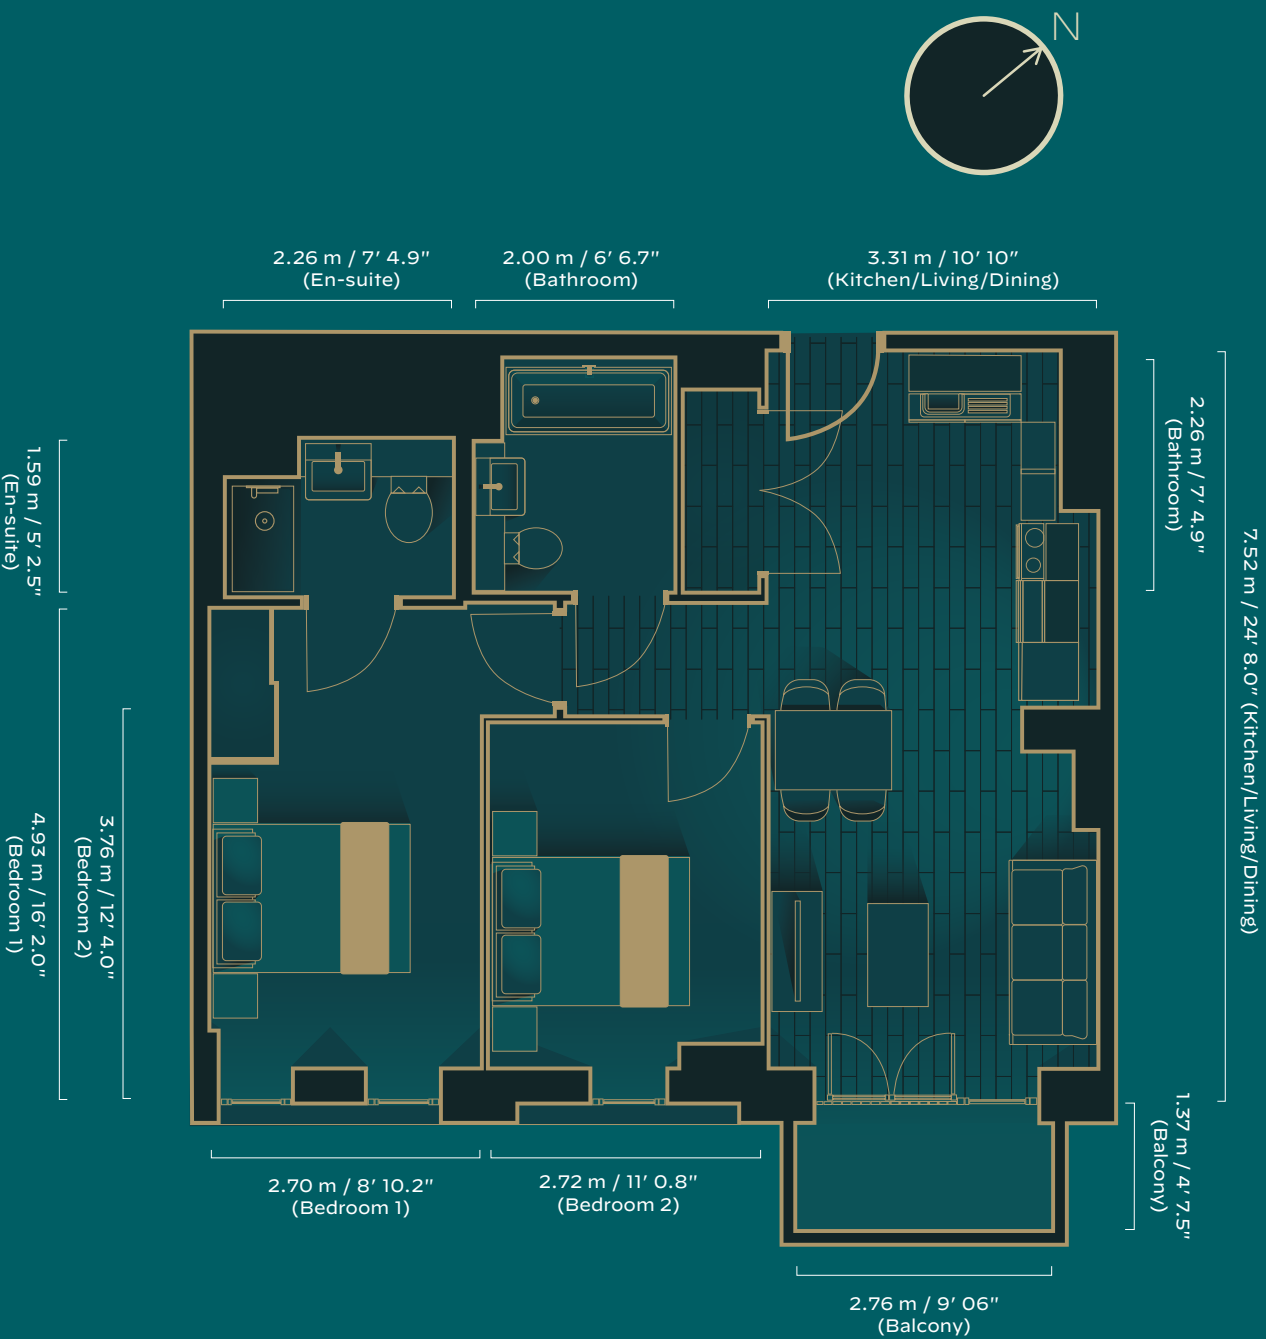 N
2.26 m / 7′ 4.9″
(En-suite)
2.00 m / 6′ 6.7″
(Bathroom)
3.31 m / 10′ 10″
(Kitchen/Living/Dining)
2.26 m / 7′ 4.9″
(Bathroom)
7.52 m / 24′ 8.0″ (Kitchen/Living/Dining)
1.59 m / 5′ 2.5″
(En-suite)
4.93 m / 16′ 2.0″
(Bedroom 1)
3.76 m / 12′ 4.0″
(Bedroom 2)
1.37 m / 4′ 7.5″
(Balcony)
2.70 m / 8′ 10.2″
(Bedroom 1)
2.72 m / 11′ 0.8″
(Bedroom 2)
2.76 m / 9′ 06″
(Balcony)